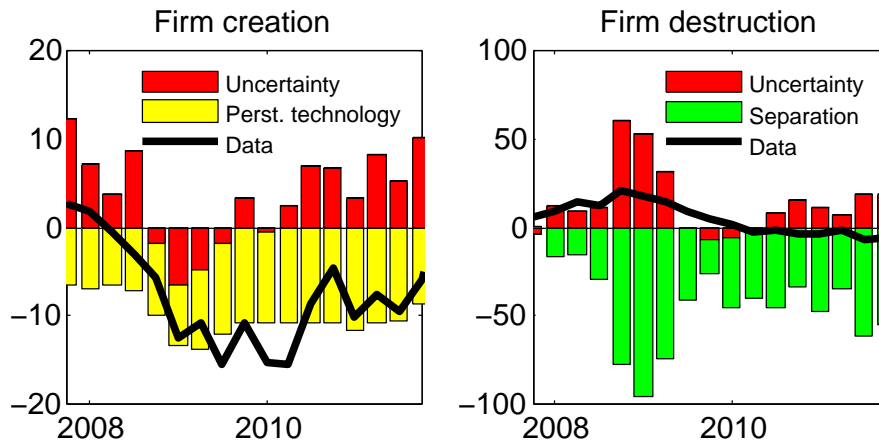 Firm creation
20
10
0
−10
−20
2008
2010
Uncertainty
Perst. technology
Data
Firm destruction
100
50
0
−50
−100
2008
2010
Uncertainty
Separation
Data